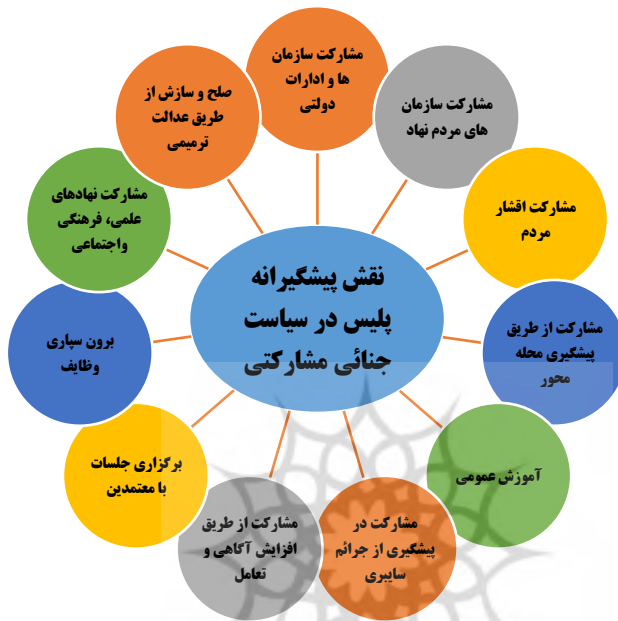 نقش پیشگیرانه
پلیس در سیاست
جنائی مشارکتی
مشارکت سازمان
ها و ادارات
دولتی
مشارکت سازمان
های مردم نهاد
مشارکت اقشار
مردم
مشارکت از طریق
پیشگیری محله
محور
آموزش عمومی
مشارکت در
پیشگیری از جرائم
سایبری
مشارکت از طریق
افزایش آگاهی و
تعامل
برگزاری جلسات
با معتمدین
برون سپاری
وظایف
مشارکت نهادهای
علمی، فرهنگی
واجتماعی
صلح و سازش از
طریق عدالت
ترمیمی